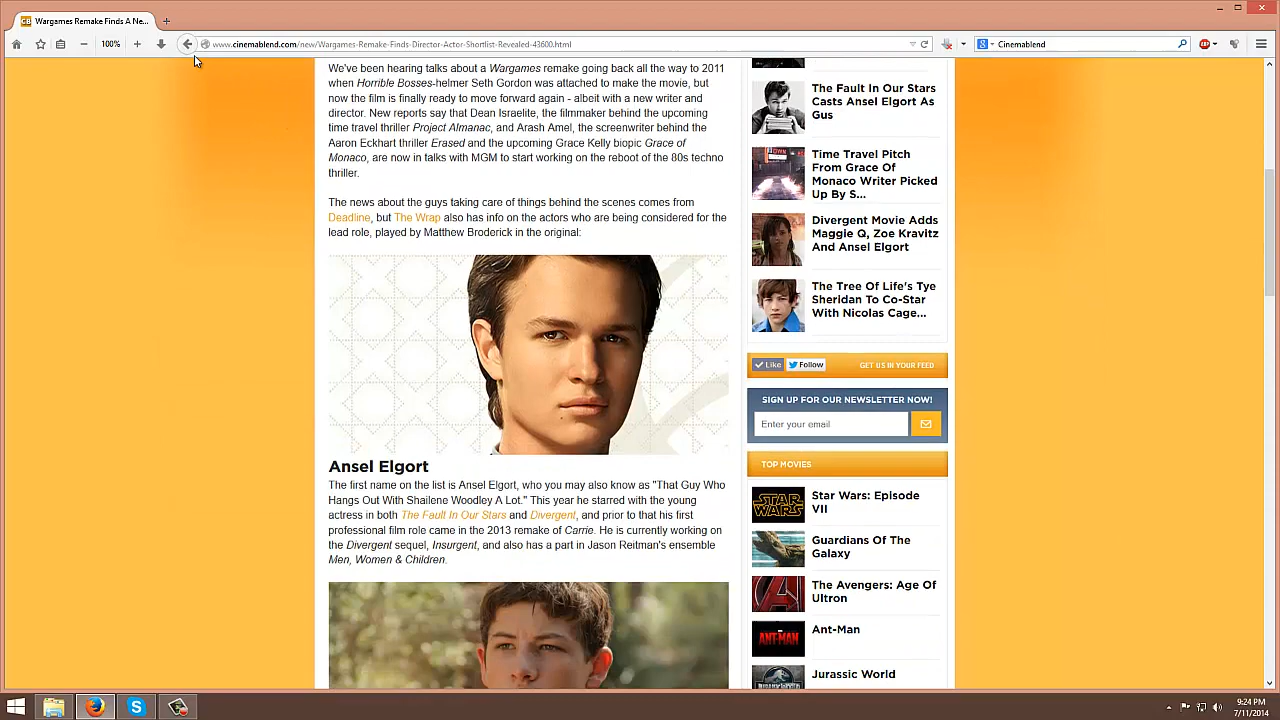 Wargames Remake Finds A Ne...
100%
www.cinemablend.com/new/Wargames-Remake-Finds-Director-Actor-Shortlist-Revealed-43600.html
Cinemablend
We've been hearing talks about a Wargames remake going back all the way to 2011
when Horrible Bosses-helmer Seth Gordon was attached to make the movie, but
now the film is finally ready to move forward again - albeit with a new writer and
director. New reports say that Dean Israelite, the filmmaker behind the upcoming
time travel thriller Project Almanac, and Arash Amel, the screenwriter behind the
Aaron Eckhart thriller Erased and the upcoming Grace Kelly biopic Grace of
Monaco, are now in talks with MGM to start working on the reboot of the 80s techno
thriller.
The news about the guys taking care of things behind the scenes comes from
Deadline, but The Wrap also has info on the actors who are being considered for the
lead role, played by Matthew Broderick in the original:
Ansel Elgort
The first name on the list is Ansel Elgort, who you may also know as "That Guy Who
Hangs Out With Shailene Woodley A Lot." This year he starred with the young
actress in both The Fault In Our Stars and Divergent, and prior to that his first
professional film role came in the 2013 remake of Carrie. He is currently working on
the Divergent sequel, Insurgent, and also has a part in Jason Reitman's ensemble
Men, Women & Children.
The Fault In Our Stars
Casts Ansel Elgort As
Gus
Time Travel Pitch
From Grace Of
Monaco Writer Picked
Up By S...
Divergent Movie Adds
Maggie Q, Zoe Kravitz
And Ansel Elgort
The Tree Of Life's Tye
Sheridan To Co-Star
With Nicolas Cage...
Like
Follow
GET US IN YOUR FEED
SIGN UP FOR OUR NEWSLETTER NOW!
Enter your email
TOP MOVIES
STAR WARS
Star Wars: Episode
VII
Guardians Of The
Galaxy
The Avengers: Age Of
Ultron
ANT-MAN
Ant-Man
Jurassic World
9:24 PM
7/11/2014